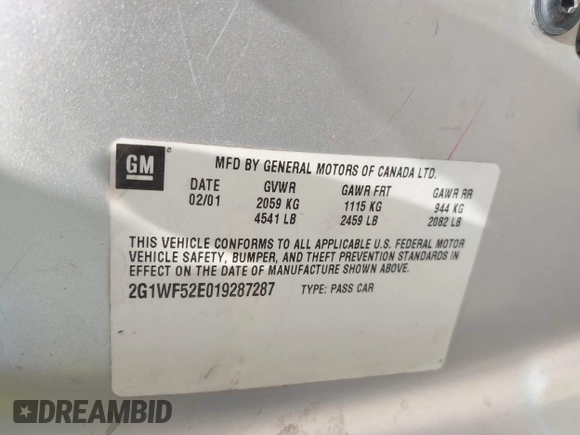 GM
MFD BY GENERAL MOTORS OF CANADA LTD.
DATE GVWR GAWR FRT GAWR RR
02/01 2059 KG 1115 KG 944 KG
4541 LB 2459 LB 2082 LB
THIS VEHICLE CONFORMS TO ALL APPLICABLE U.S. FEDERAL MOTOR
VEHICLE SAFETY, BUMPER, AND THEFT PREVENTION STANDARDS IN
EFFECT ON THE DATE OF MANUFACTURE SHOWN ABOVE.
2G1WF52E019287287 TYPE: PASS CAR
DREAMBID